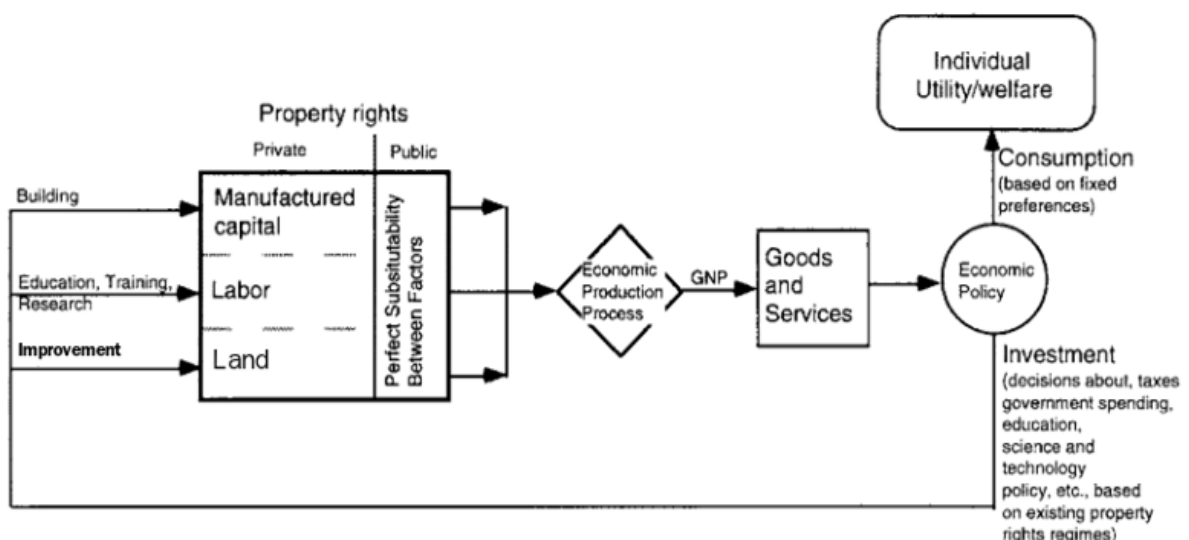 Individual
Utility/welfare
Property rights
Private
Public
Consumption
(based on fixed
preferences)
Building
Manufactured
capital
Education, Training,
Research
Labor
Improvement
Land
Perfect Subsitutability
Between Factors
Economic
Production
Process
GNP
Goods
and
Services
Economic
Policy
Investment
(decisions about, taxes
government spending,
education,
science and
technology
policy, etc., based
on existing property
rights regimes)